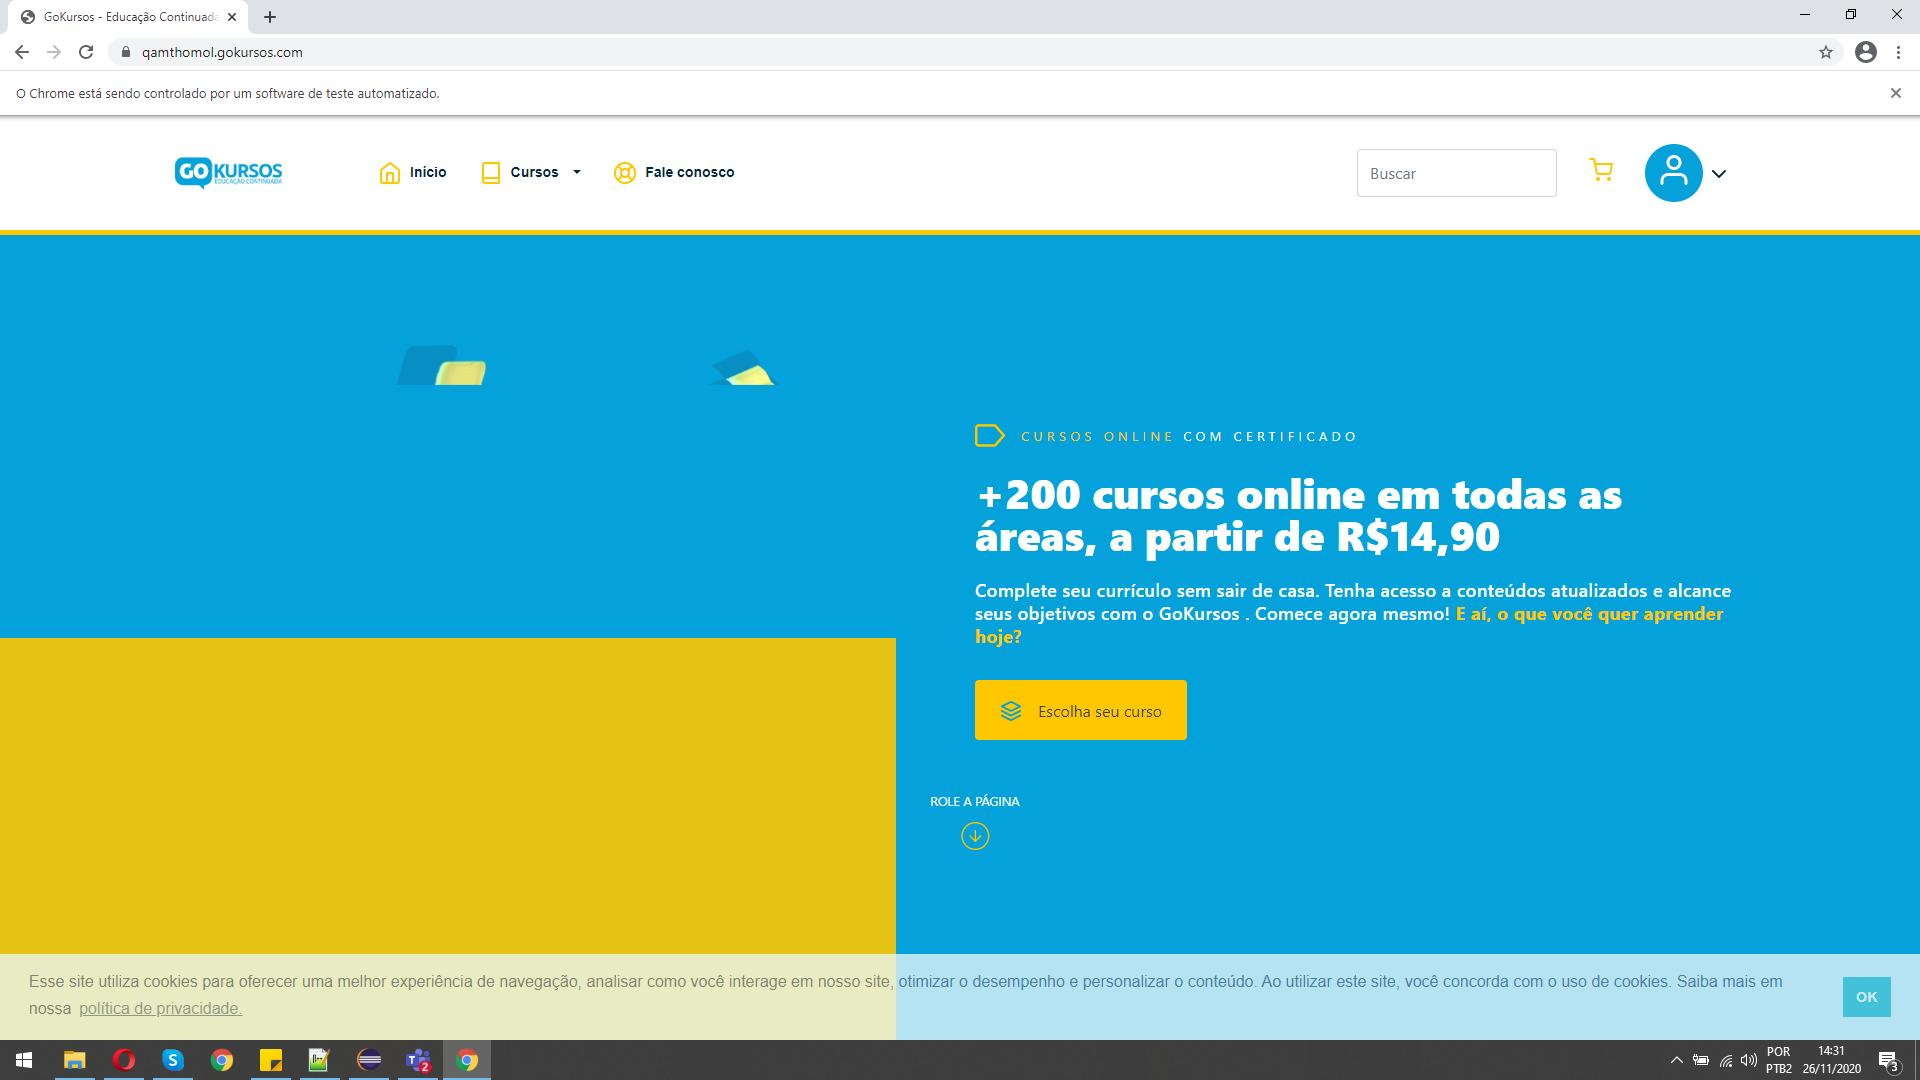 GoKursos - Educação Continuada
qamthomol.gokursos.com
O Chrome está sendo controlado por um software de teste automatizado.
GO KURSOS
EDUCAÇÃO CONTINUADA
Início
Cursos
Fale conosco
Buscar
CURSOS ONLINE COM CERTIFICADO
+200 cursos online em todas as
áreas, a partir de R$14,90
Complete seu currículo sem sair de casa. Tenha acesso a conteúdos atualizados e alcance
seus objetivos com o GoKursos . Comece agora mesmo! E aí, o que você quer aprender
hoje?
Escolha seu curso
ROLE A PÁGINA
Esse site utiliza cookies para oferecer uma melhor experiência de navegação, analisar como você interage em nosso site, otimizar o desempenho e personalizar o conteúdo. Ao utilizar este site, você concorda com o uso de cookies. Saiba mais em
nossa política de privacidade.
OK
POR
PTB2
14:31
26/11/2020
2
3